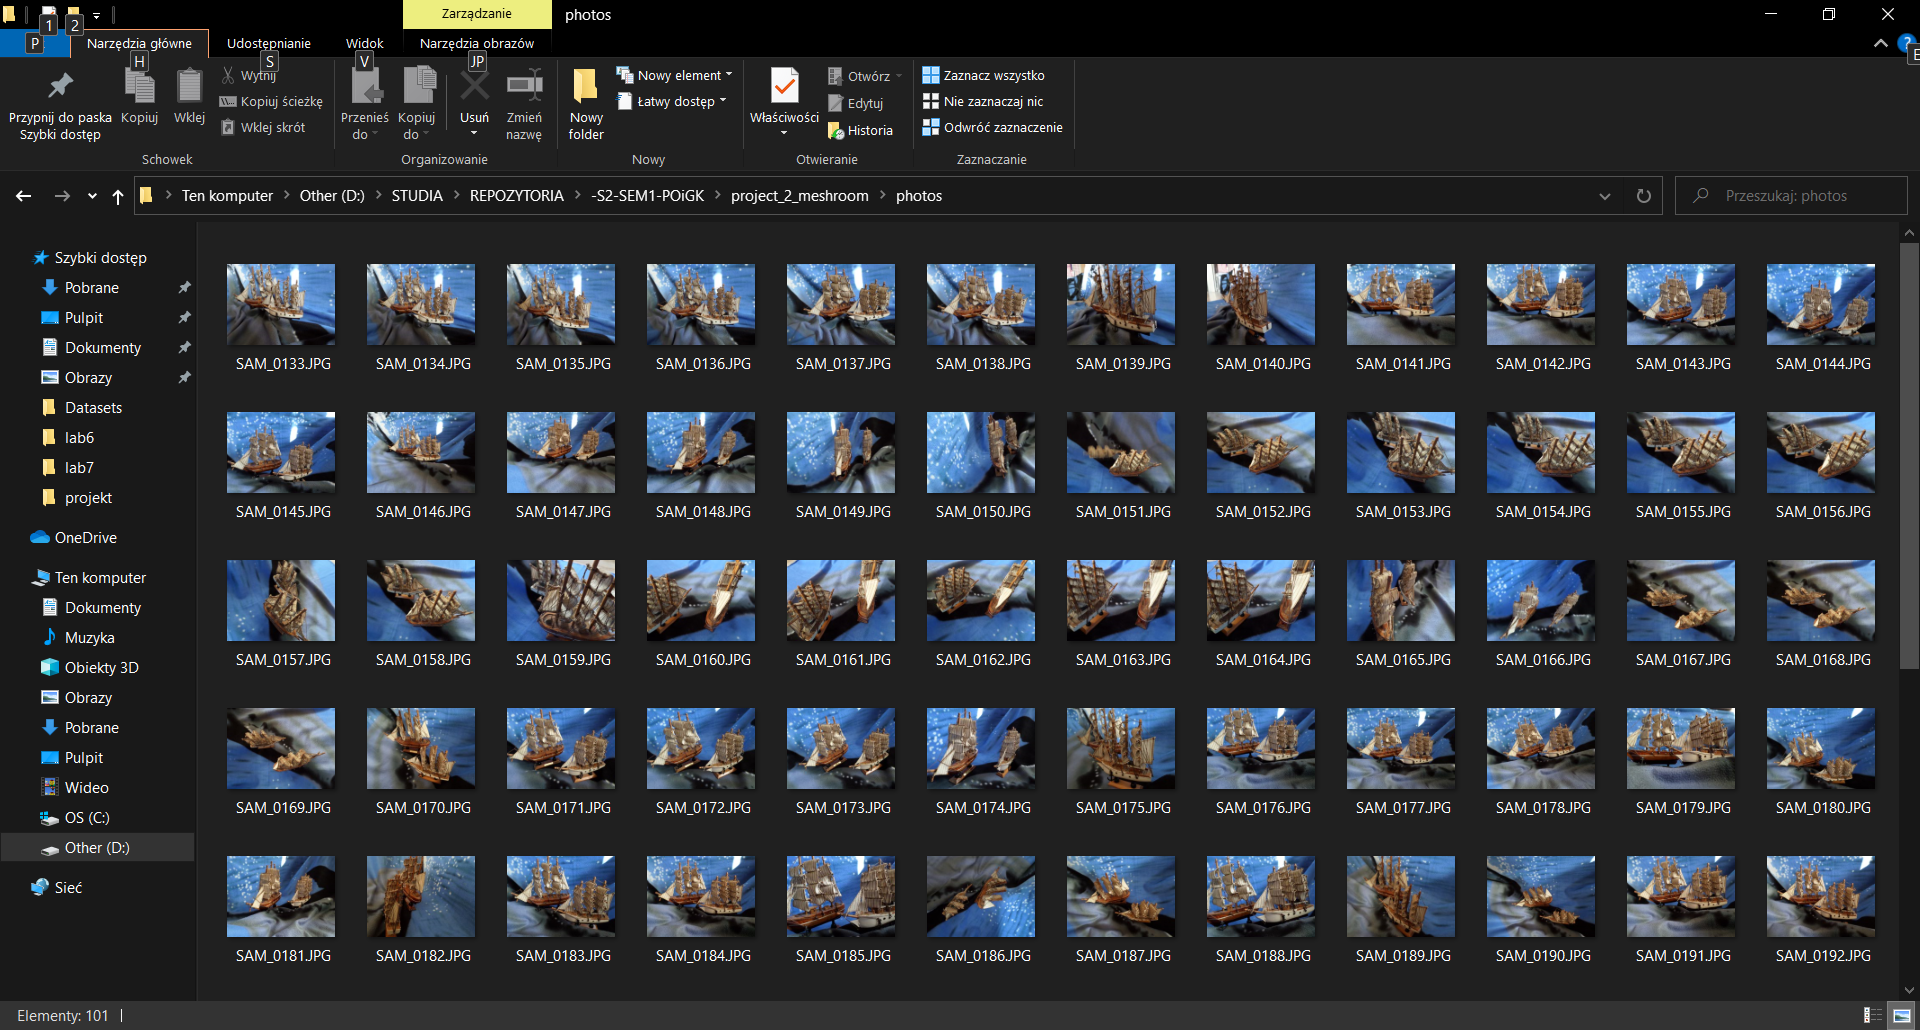 1
2
Zarządzanie
photos
P
Narzędzia główne
Udostępnianie
Widok
Narzędzia obrazów
?
H
S
V
JP
E
Przypnij do paska
Szybki dostęp
Kopiuj
Wklej
Wytnij
Kopiuj ścieżkę
Wklej skrót
Schowek
Przenieś
do
Kopiuj
do
Usuń
Zmień
nazwę
Organizowanie
Nowy
folder
Nowy element
Łatwy dostęp
Nowy
Właściwości
Otwórz
Edytuj
Historia
Otwieranie
Zaznacz wszystko
Nie zaznaczaj nic
Odwróć zaznaczenie
Zaznaczanie
Ten komputer
Other (D:)
STUDIA
REPOZYTORIA
-S2-SEM1-POiGK
project_2_meshroom
photos
Przeszukaj: photos
Szybki dostęp
Pobrane
Pulpit
Dokumenty
Obrazy
Datasets
lab6
lab7
projekt
OneDrive
Ten komputer
Dokumenty
Muzyka
Obiekty 3D
Obrazy
Pobrane
Pulpit
Wideo
OS (C:)
Other (D:)
Sieć
SAM_0133.JPG
SAM_0134.JPG
SAM_0135.JPG
SAM_0136.JPG
SAM_0137.JPG
SAM_0138.JPG
SAM_0139.JPG
SAM_0140.JPG
SAM_0141.JPG
SAM_0142.JPG
SAM_0143.JPG
SAM_0144.JPG
SAM_0145.JPG
SAM_0146.JPG
SAM_0147.JPG
SAM_0148.JPG
SAM_0149.JPG
SAM_0150.JPG
SAM_0151.JPG
SAM_0152.JPG
SAM_0153.JPG
SAM_0154.JPG
SAM_0155.JPG
SAM_0156.JPG
SAM_0157.JPG
SAM_0158.JPG
SAM_0159.JPG
SAM_0160.JPG
SAM_0161.JPG
SAM_0162.JPG
SAM_0163.JPG
SAM_0164.JPG
SAM_0165.JPG
SAM_0166.JPG
SAM_0167.JPG
SAM_0168.JPG
SAM_0169.JPG
SAM_0170.JPG
SAM_0171.JPG
SAM_0172.JPG
SAM_0173.JPG
SAM_0174.JPG
SAM_0175.JPG
SAM_0176.JPG
SAM_0177.JPG
SAM_0178.JPG
SAM_0179.JPG
SAM_0180.JPG
SAM_0181.JPG
SAM_0182.JPG
SAM_0183.JPG
SAM_0184.JPG
SAM_0185.JPG
SAM_0186.JPG
SAM_0187.JPG
SAM_0188.JPG
SAM_0189.JPG
SAM_0190.JPG
SAM_0191.JPG
SAM_0192.JPG
Elementy: 101